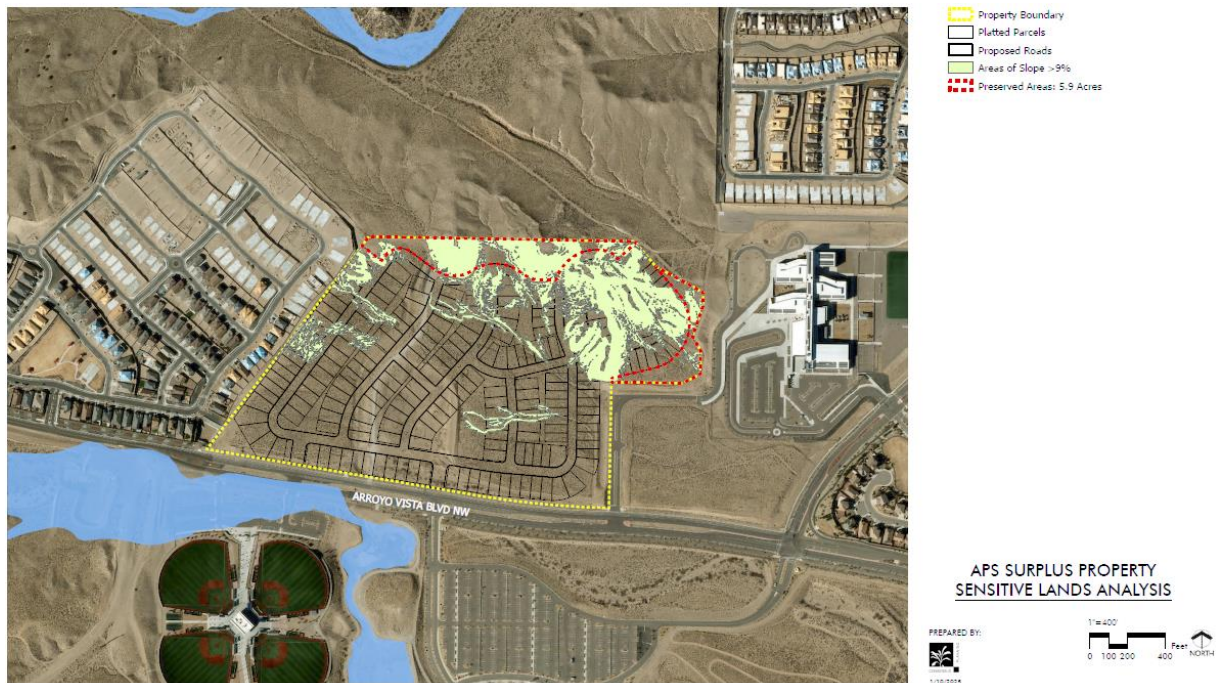 Property Boundary
Platted Parcels
Proposed Roads
Areas of Slope >9%
Preserved Areas: 5.9 Acres
ARROYO VISTA BLVD NW
APS SURPLUS PROPERTY
SENSITIVE LANDS ANALYSIS
PREPARED BY:
1"=400'
0 100 200 400 Feet
NORTH